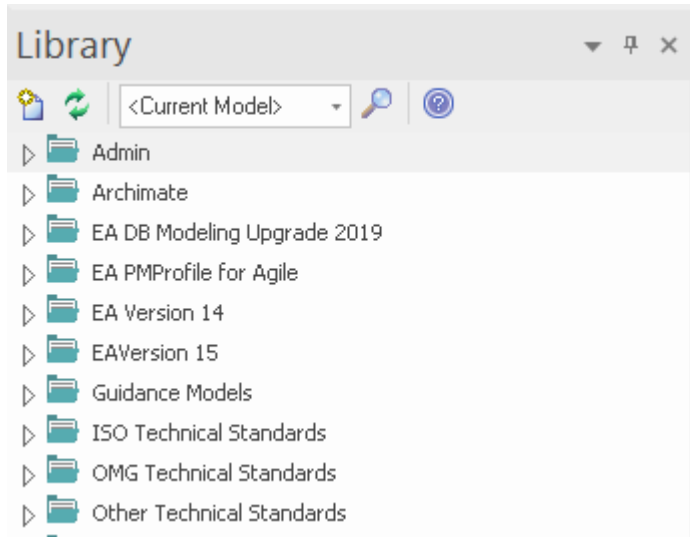 Library
<Current Model>
Admin
Archimate
EA DB Modeling Upgrade 2019
EA PMProfile for Agile
EA Version 14
EAVersion 15
Guidance Models
ISO Technical Standards
OMG Technical Standards
Other Technical Standards